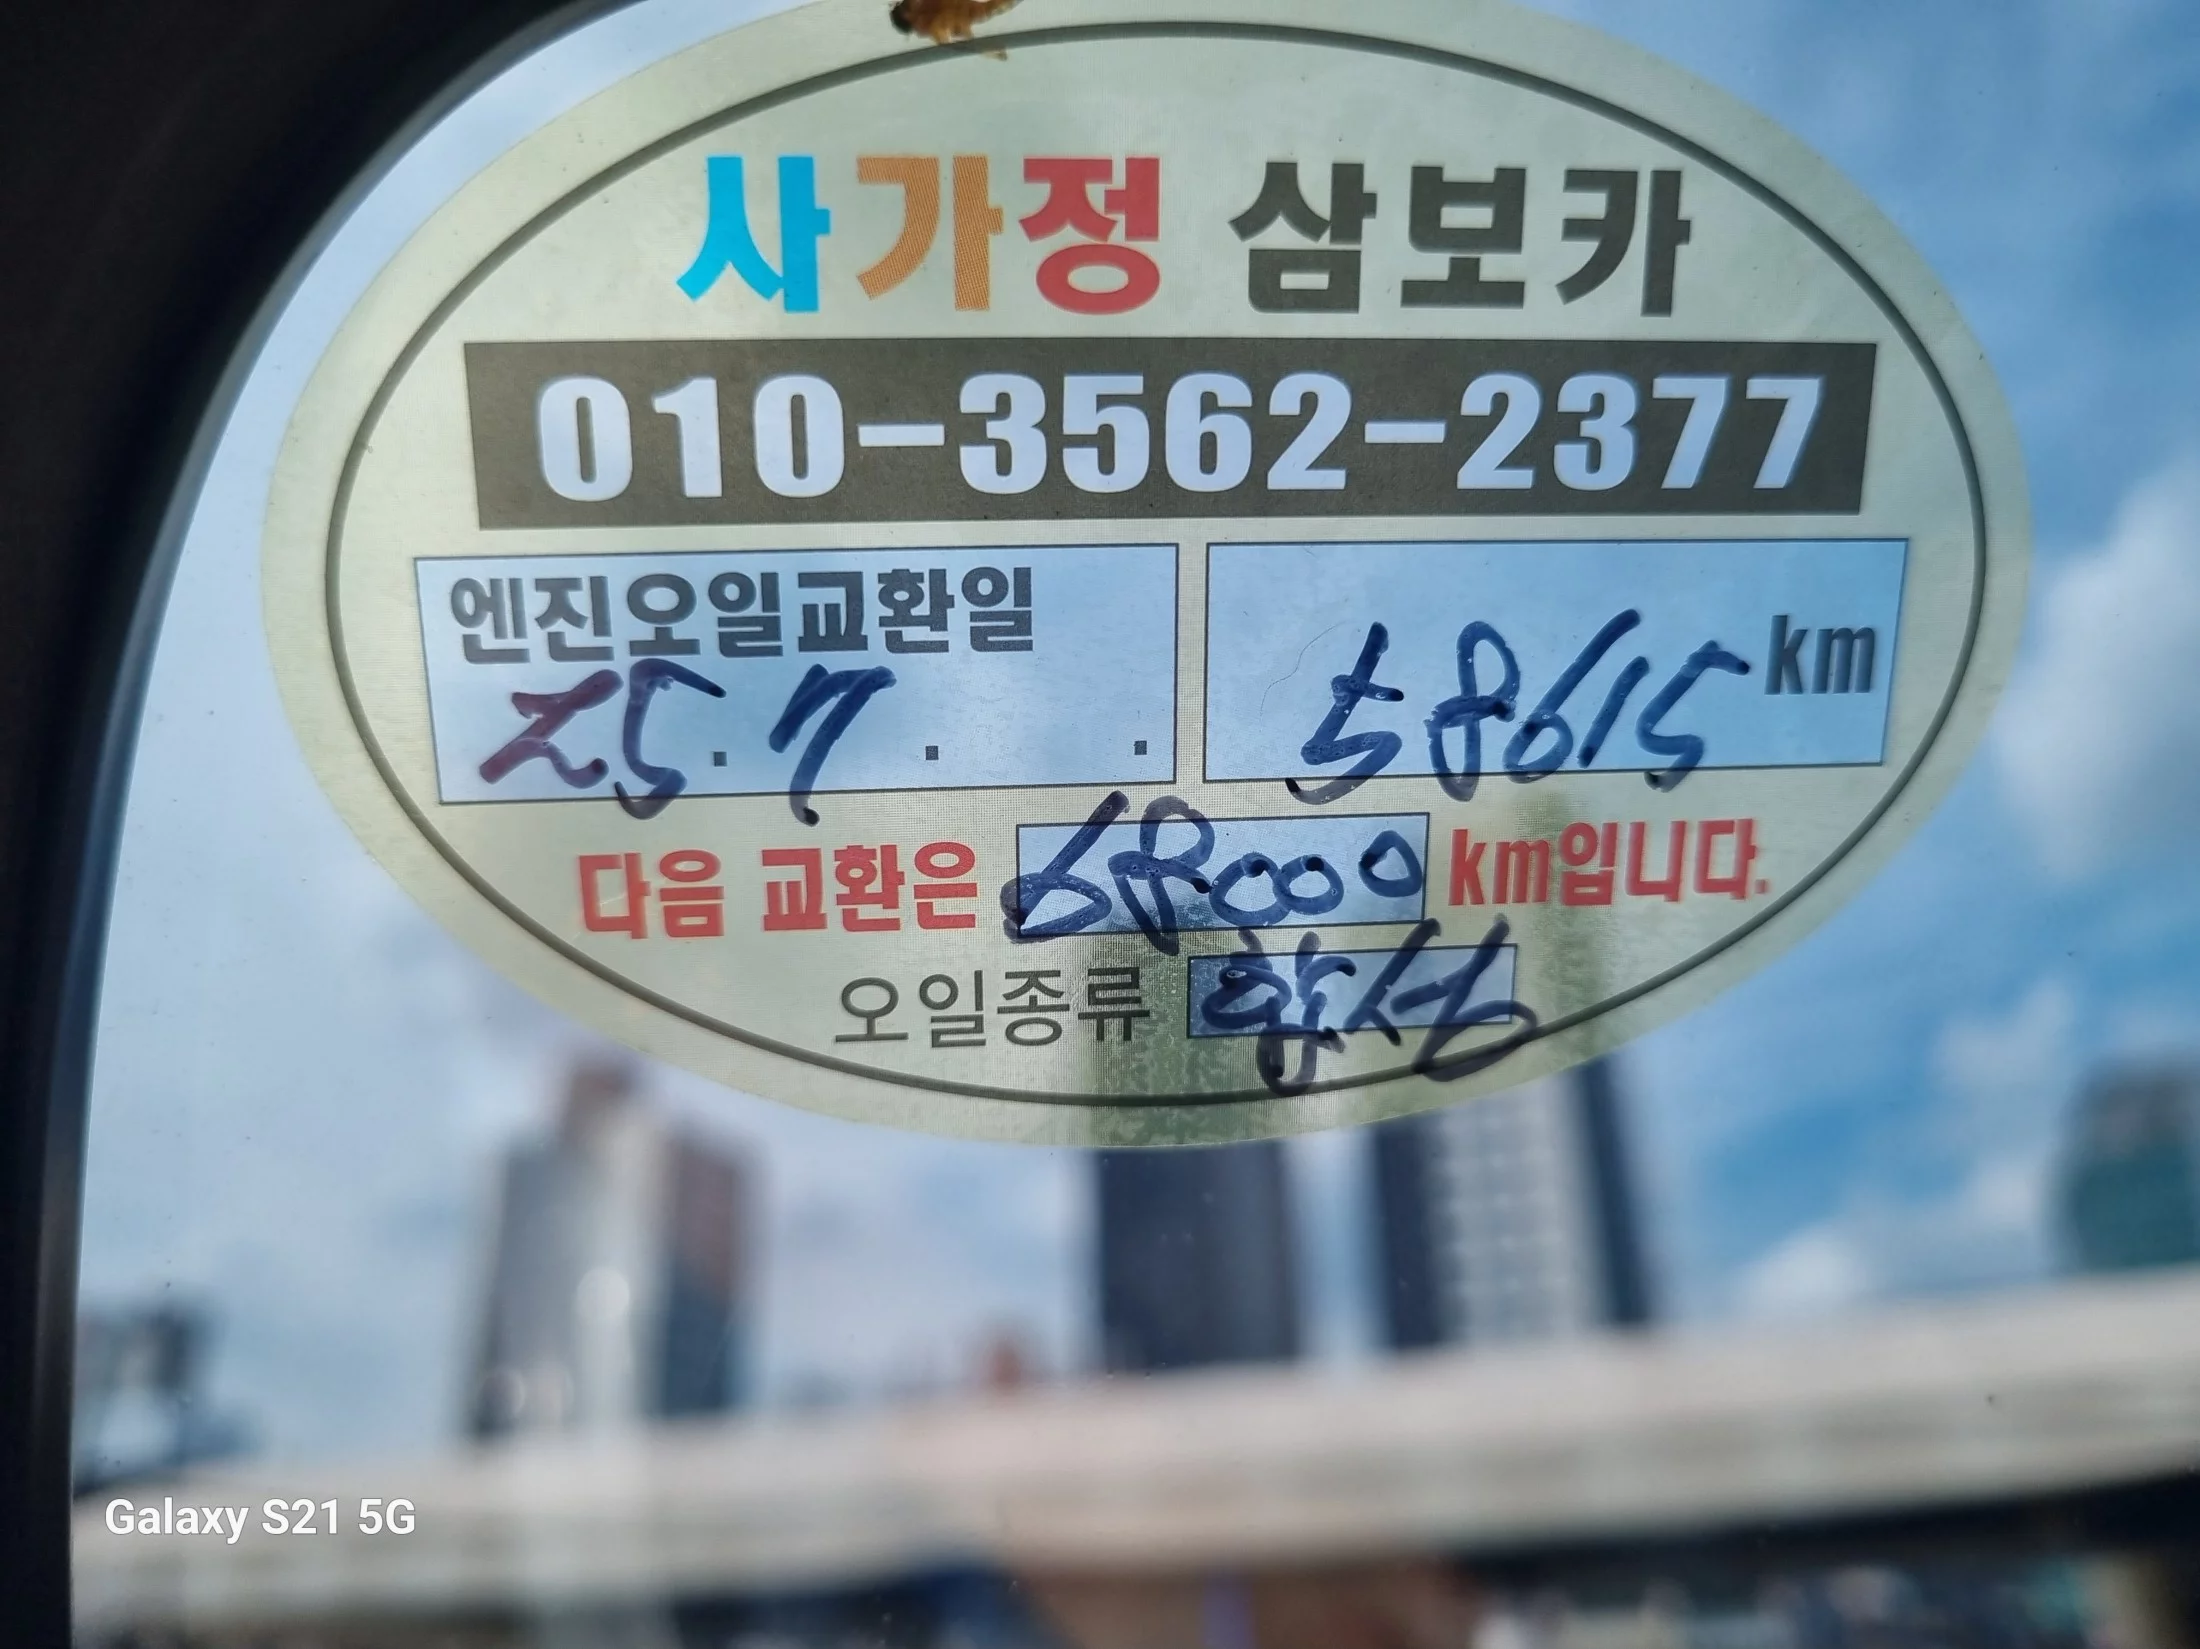 사가정 삼보카
010-3562-2377
엔진오일교환일
25.7 . .
58615 km
다음 교환은 68000 km입니다.
오일종류 합성
Galaxy S21 5G